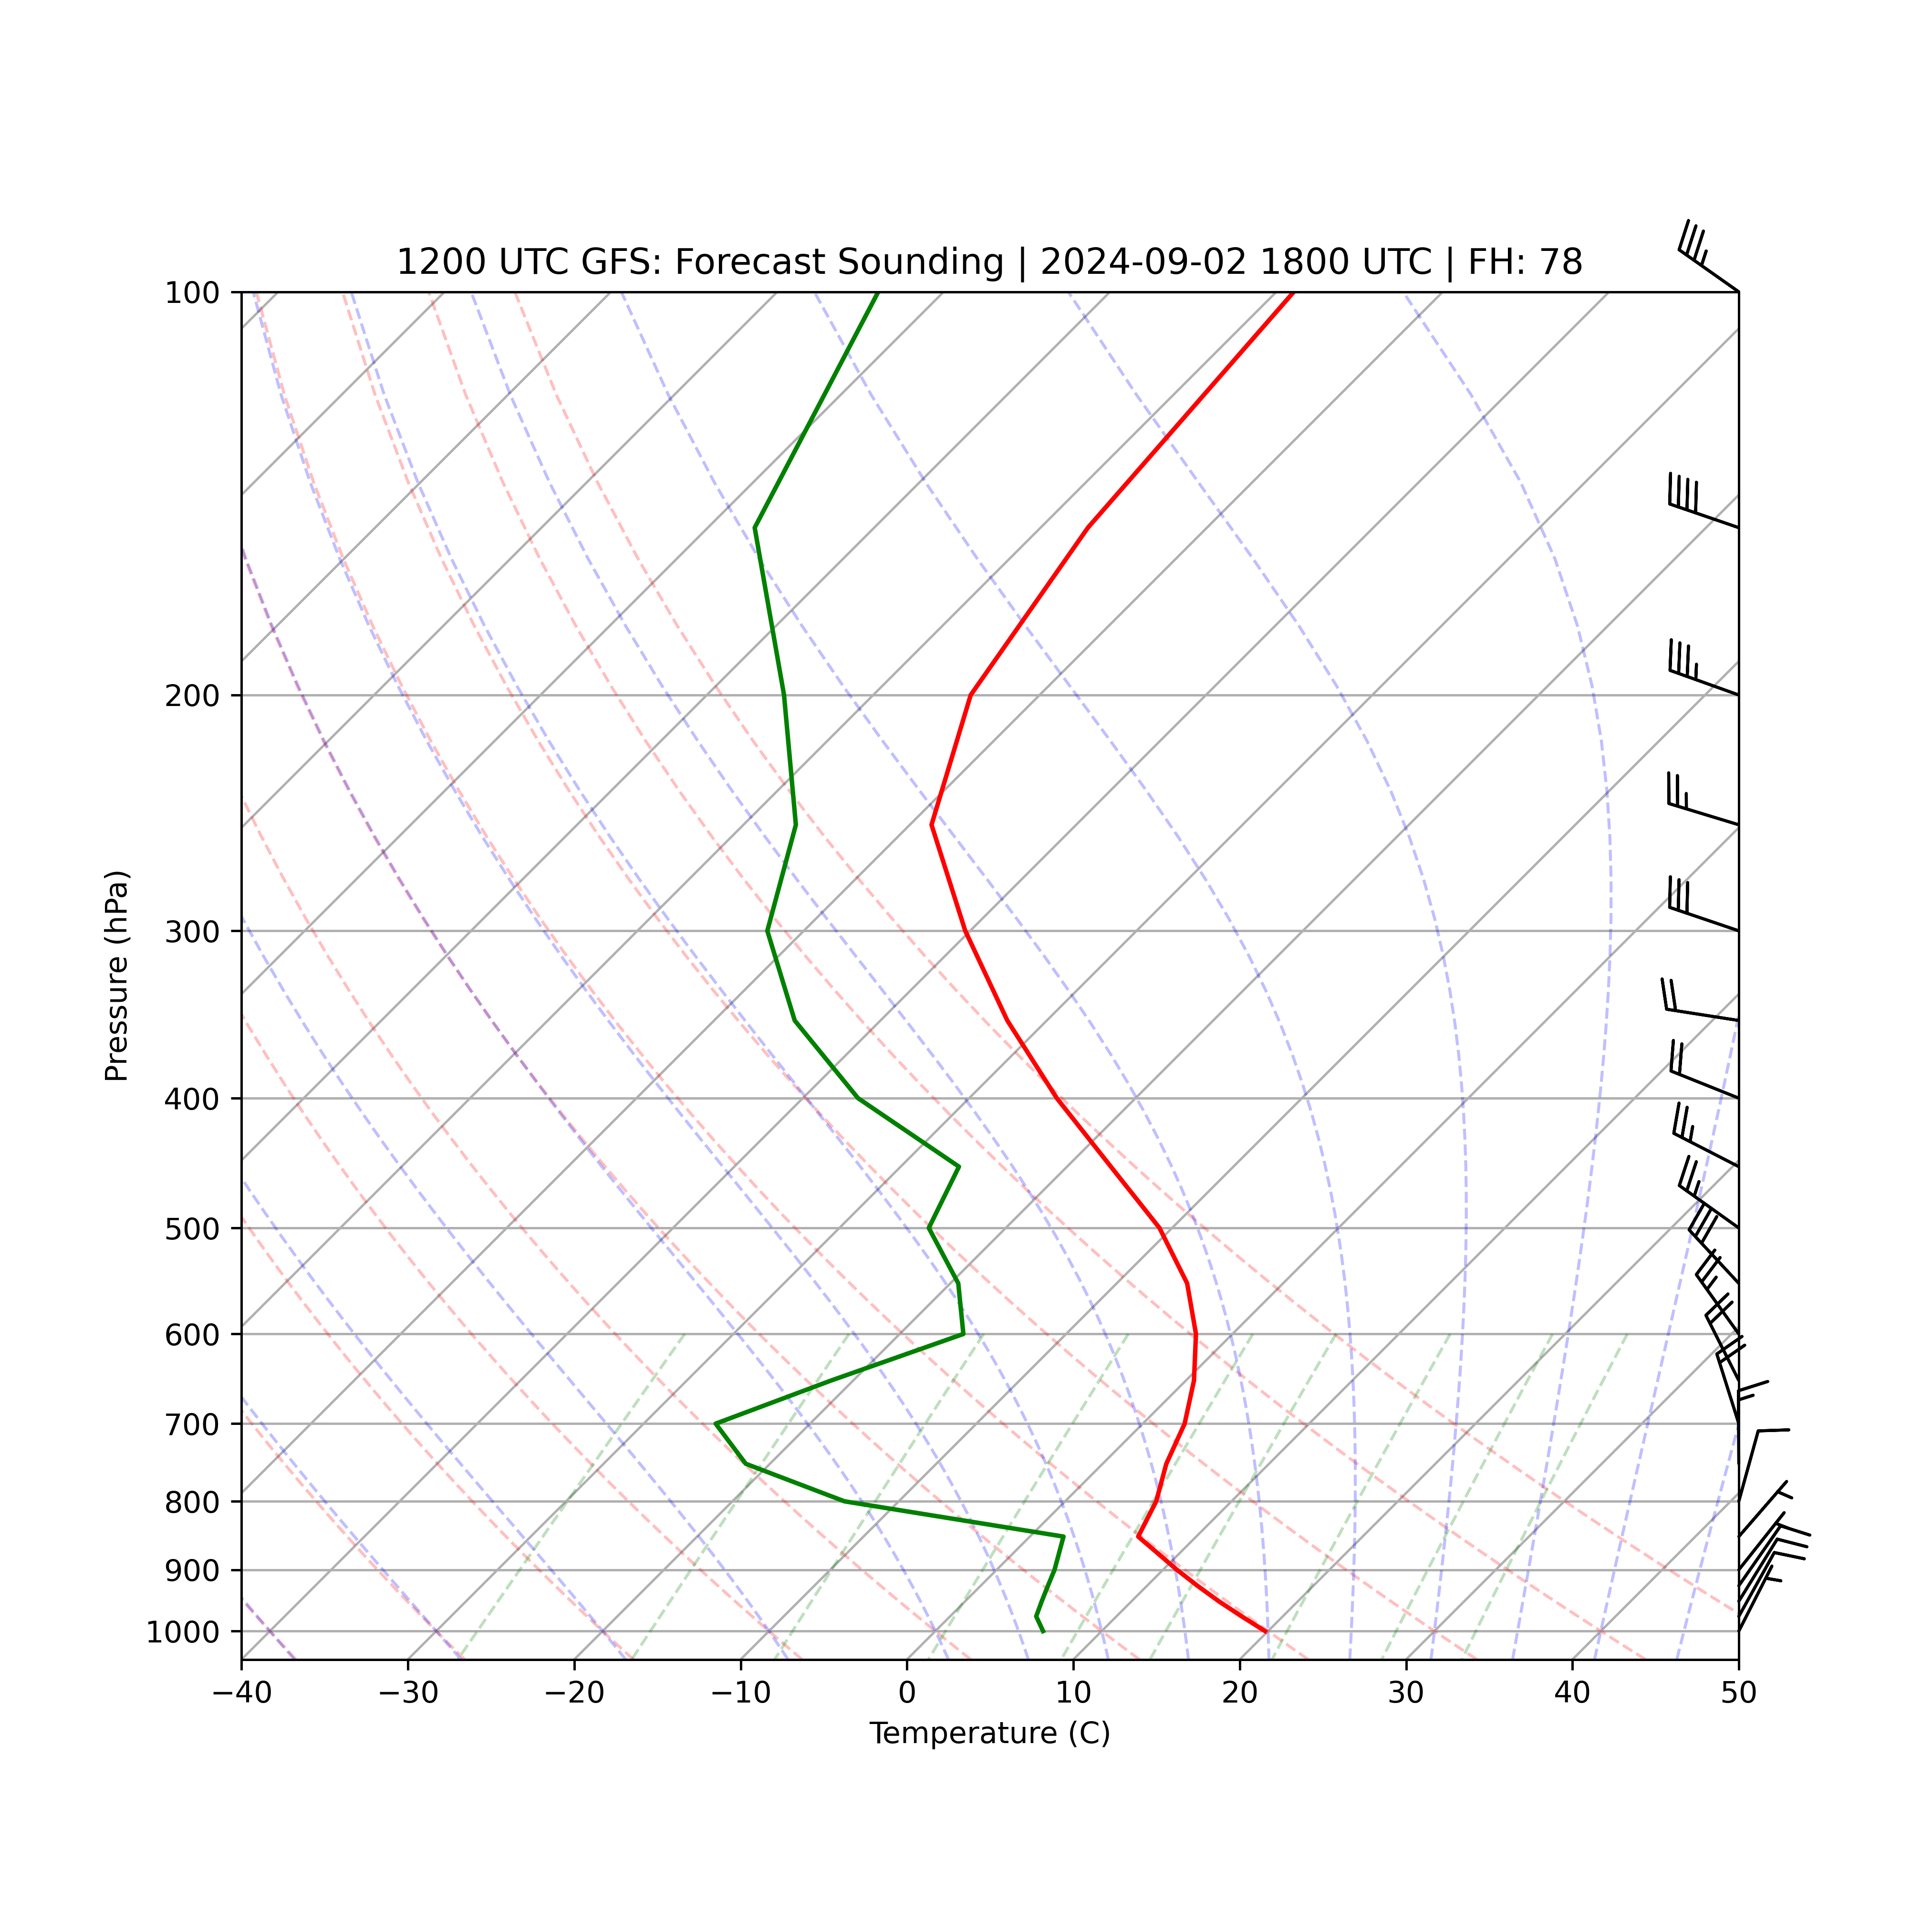 1200 UTC GFS: Forecast Sounding | 2024-09-02 1800 UTC | FH: 78
100
200
300
400
500
600
700
800
900
1000
Pressure (hPa)
−40 −30 −20 −10 0 10 20 30 40 50
Temperature (C)